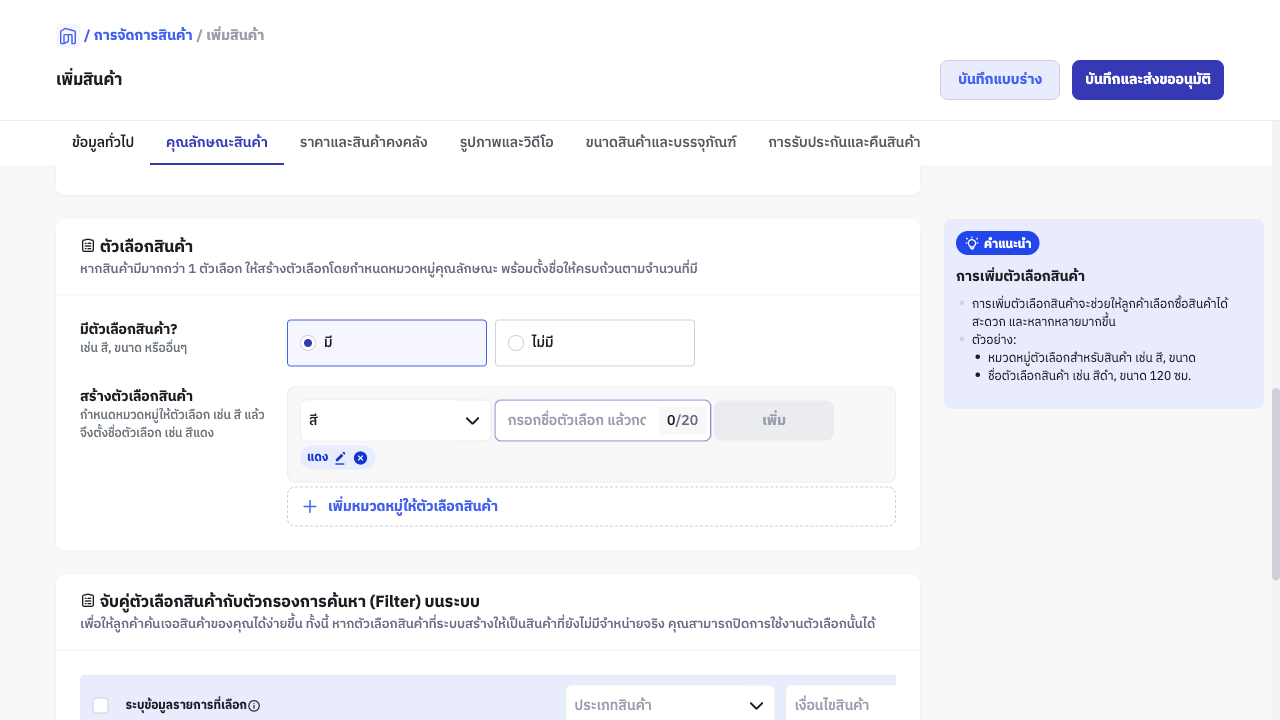 / การจัดการสินค้า / เพิ่มสินค้า
เพิ่มสินค้า
บันทึกแบบร่าง
บันทึกและส่งขออนุมัติ
ข้อมูลทั่วไป
คุณลักษณะสินค้า
ราคาและสินค้าคงคลัง
รูปภาพและวิดีโอ
ขนาดสินค้าและบรรจุภัณฑ์
การรับประกันและคืนสินค้า
ตัวเลือกสินค้า
หากสินค้ามีมากกว่า 1 ตัวเลือก ให้สร้างตัวเลือกโดยกำหนดหมวดหมู่คุณลักษณะ พร้อมตั้งชื่อให้ครบถ้วนตามจำนวนที่มี
มีตัวเลือกสินค้า?
เช่น สี, ขนาด หรืออื่นๆ
มี
ไม่มี
สร้างตัวเลือกสินค้า
กำหนดหมวดหมู่ให้ตัวเลือก เช่น สี แล้ว
จึงตั้งชื่อตัวเลือก เช่น สีแดง
สี
กรอกชื่อตัวเลือก แล้วกด
0/20
เพิ่ม
แดง
เพิ่มหมวดหมู่ให้ตัวเลือกสินค้า
คำแนะนำ
การเพิ่มตัวเลือกสินค้า
การเพิ่มตัวเลือกสินค้าจะช่วยให้ลูกค้าเลือกซื้อสินค้าได้
สะดวก และหลากหลายมากขึ้น
ตัวอย่าง:
หมวดหมู่ตัวเลือกสำหรับสินค้า เช่น สี, ขนาด
ชื่อตัวเลือกสินค้า เช่น สีดำ, ขนาด 120 ซม.
จับคู่ตัวเลือกสินค้ากับตัวกรองการค้นหา (Filter) บนระบบ
เพื่อให้ลูกค้าค้นเจอสินค้าของคุณได้ง่ายขึ้น ทั้งนี้ หากตัวเลือกสินค้าที่ระบบสร้างให้เป็นสินค้าที่ยังไม่มีจำหน่ายจริง คุณสามารถปิดการใช้งานตัวเลือกนั้นได้
ระบุข้อมูลรายการที่เลือก
ประเภทสินค้า
เงื่อนไขสินค้า